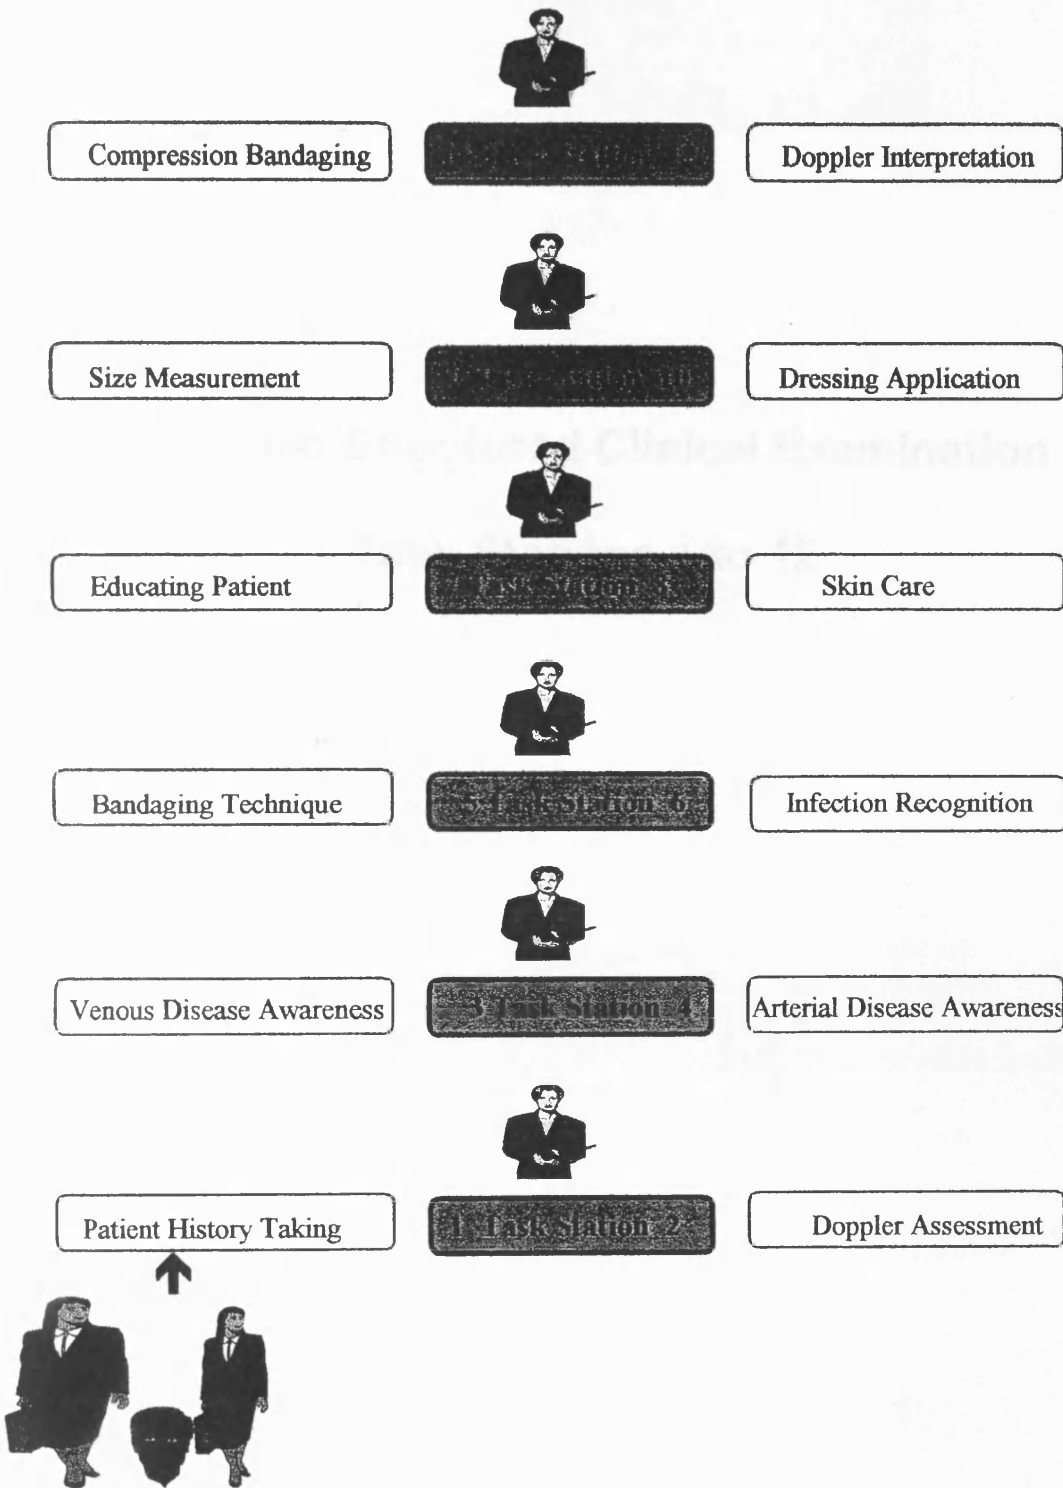 Compression Bandaging
Doppler Interpretation
Size Measurement
Dressing Application
Educating Patient
Task Station
Skin Care
Bandaging Technique
5 Task Station 6
Infection Recognition
Venous Disease Awareness
3 Task Station 4
Arterial Disease Awareness
Patient History Taking
1 Task Station 2
Doppler Assessment